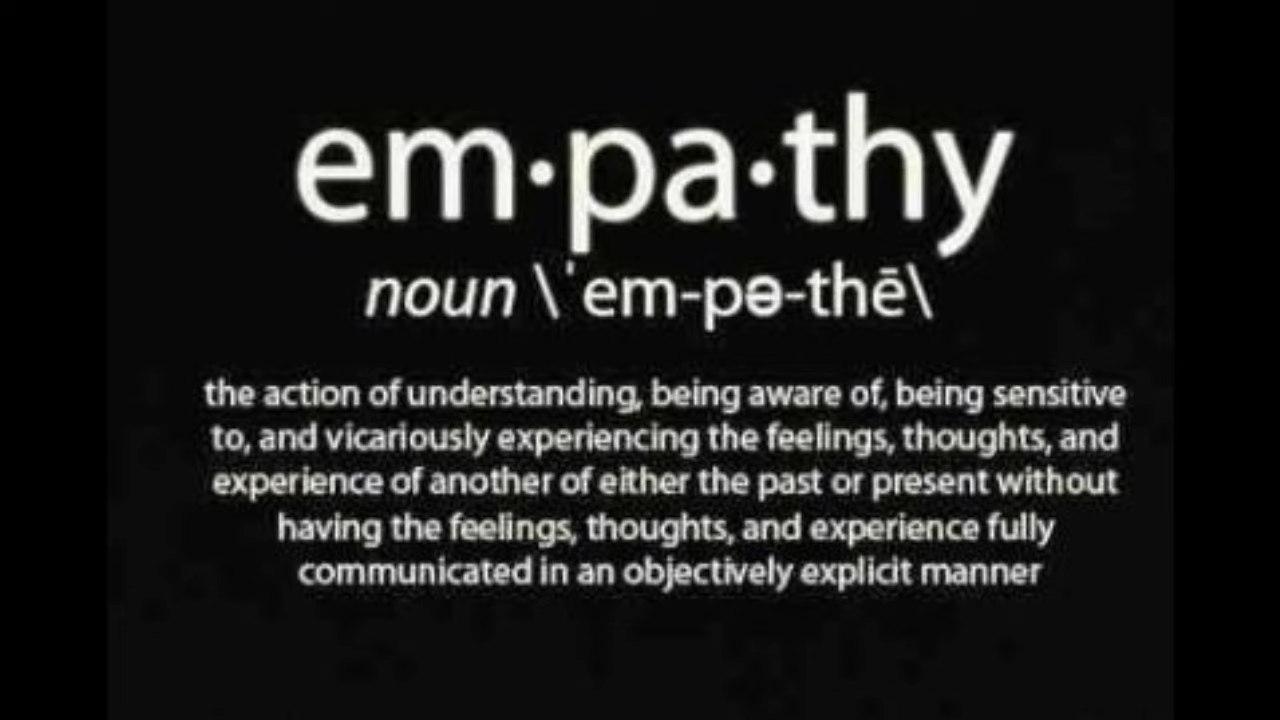 em·pa·thy
noun \ˈem-pə-thē\
the action of understanding, being aware of, being sensitive
to, and vicariously experiencing the feelings, thoughts, and
experience of another of either the past or present without
having the feelings, thoughts, and experience fully
communicated in an objectively explicit manner